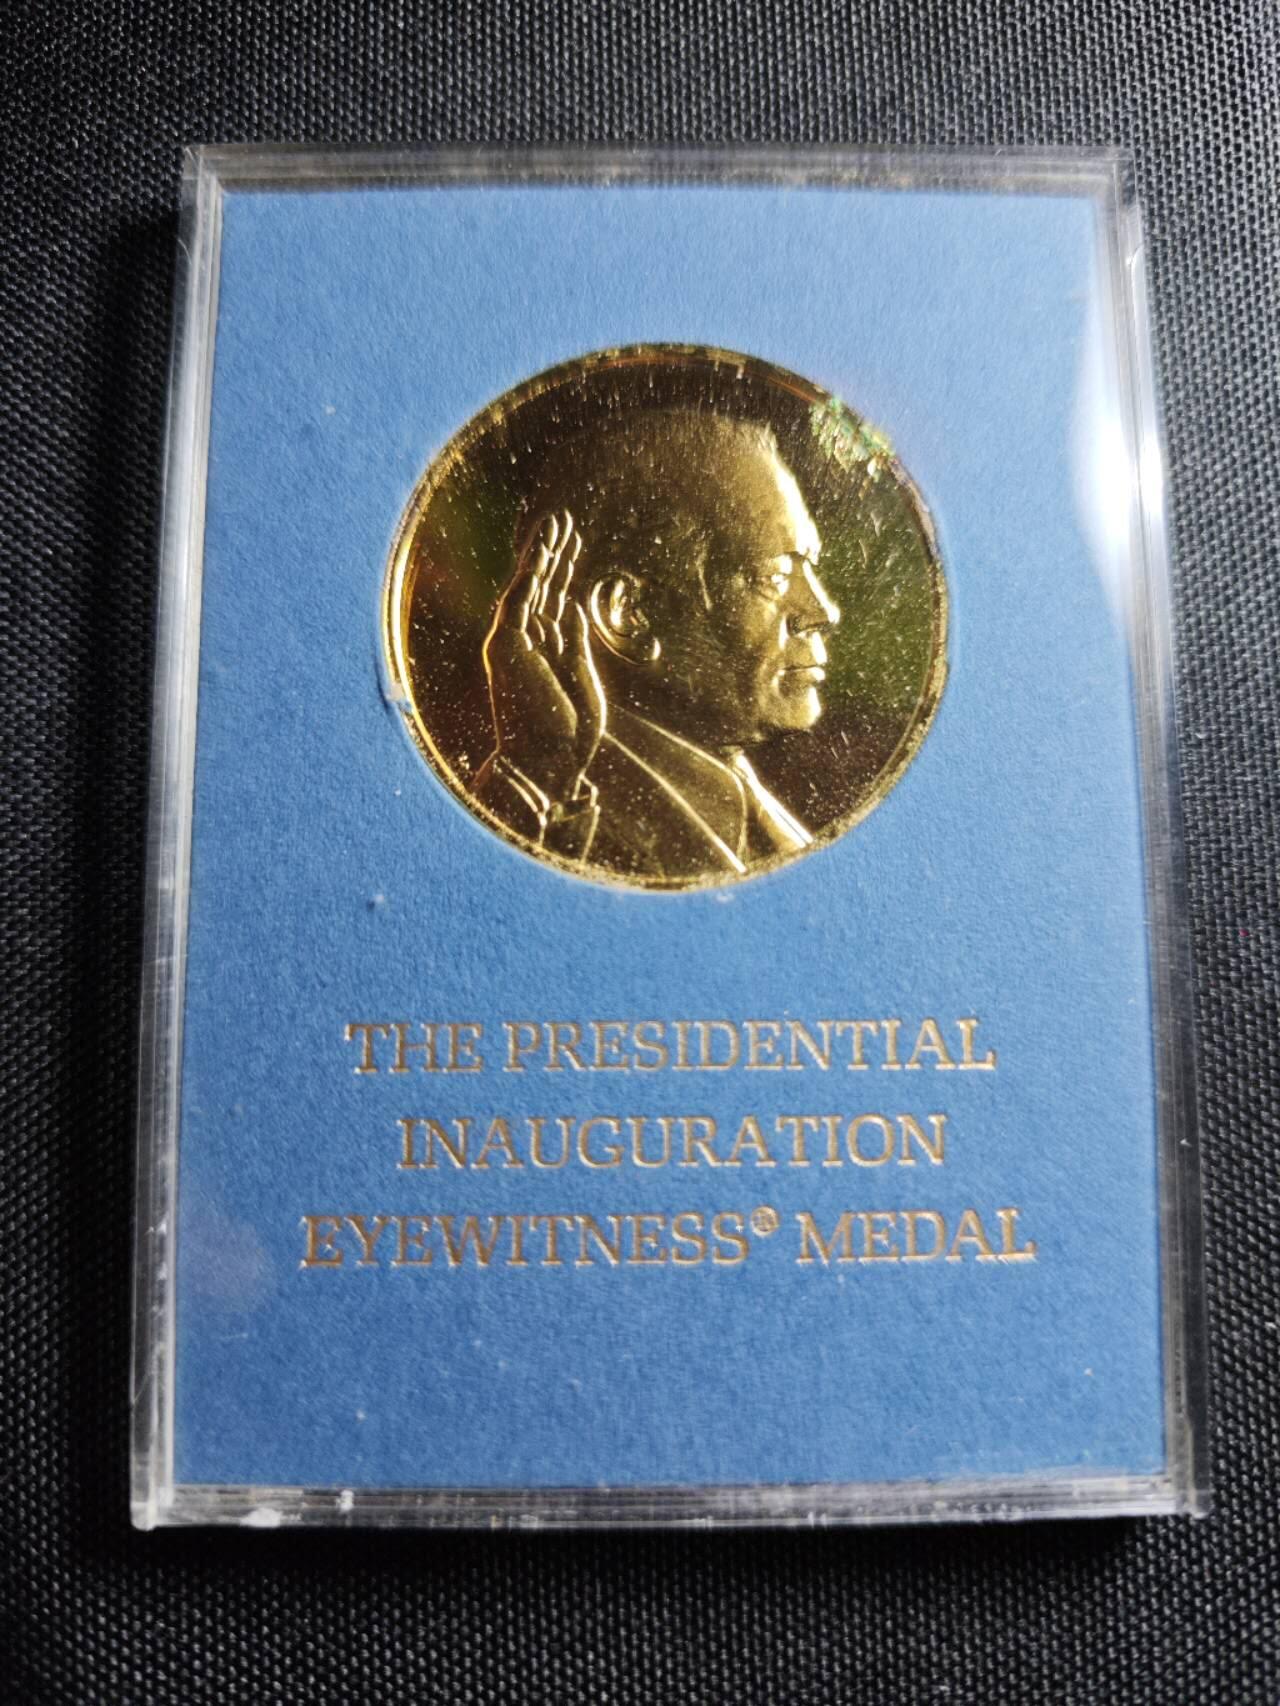 THE PRESIDENTIAL
INAUGURATION
EYEWITNESS® MEDAL